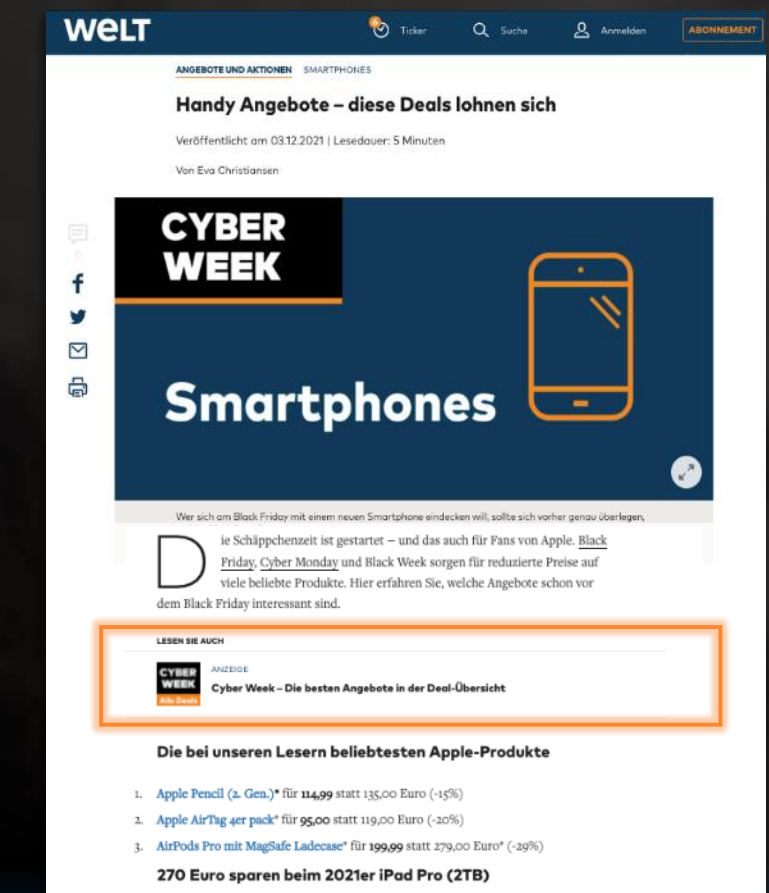 WELT
6
Ticker
Suche
Anmelden
ABONNEMENT
ANGEBOTE UND AKTIONEN SMARTPHONES
Handy Angebote – diese Deals lohnen sich
Veröffentlicht am 03.12.2021 | Lesedauer: 5 Minuten
Von Eva Christiansen
0
CYBER
WEEK
Smartphones
Wer sich am Black Friday mit einem neuen Smartphone eindecken will, sollte sich vorher genau überlegen,
Die Schäppchenzeit ist gestartet – und das auch für Fans von Apple. Black
Friday, Cyber Monday und Black Week sorgen für reduzierte Preise auf
viele beliebte Produkte. Hier erfahren Sie, welche Angebote schon vor
dem Black Friday interessant sind.
LESEN SIE AUCH
CYBER
WEEK
Alle Deals
ANZEIGE
Cyber Week – Die besten Angebote in der Deal-Übersicht
Die bei unseren Lesern beliebtesten Apple-Produkte
1. Apple Pencil (2. Gen.)* für 114,99 statt 135,00 Euro (-15%)
2. Apple AirTag 4er pack* für 95,00 statt 119,00 Euro (-20%)
3. AirPods Pro mit MagSafe Ladecase* für 199,99 statt 279,00 Euro* (-29%)
270 Euro sparen beim 2021er iPad Pro (2TB)